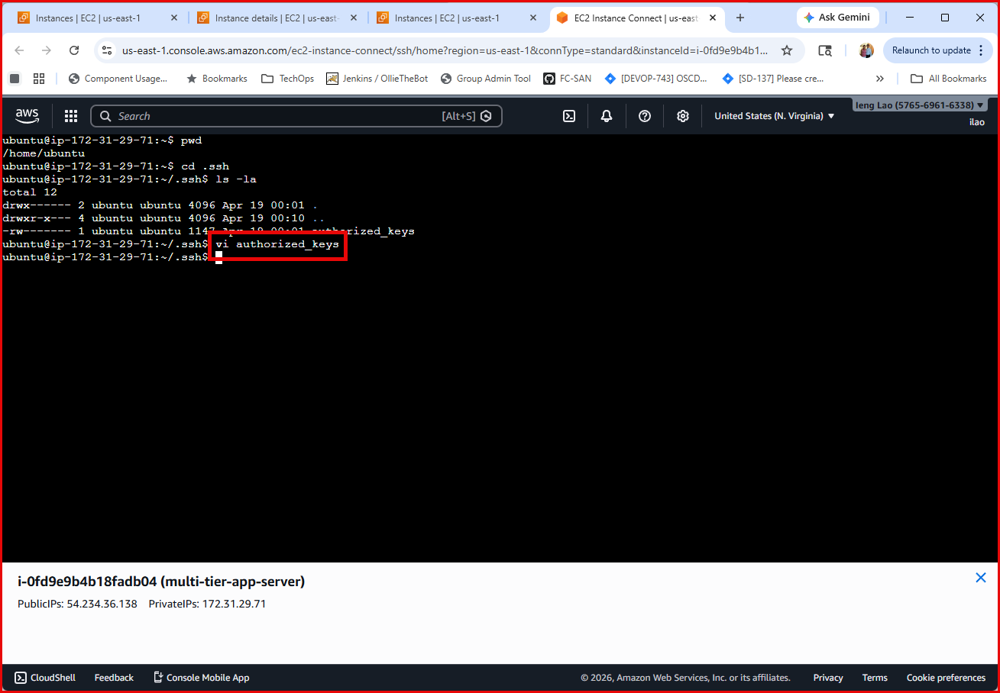 Instances | EC2 | us-east-1
Instance details | EC2 | us-east-
Instances | EC2 | us-east-1
EC2 Instance Connect | us-east
Ask Gemini
us-east-1.console.aws.amazon.com/ec2-instance-connect/ssh/home?region=us-east-1&connType=standard&instanceId=i-0fd9e9b4b1...
Relaunch to update
Component Usage...
Bookmarks
TechOps
Jenkins / OllieTheBot
Group Admin Tool
FC-SAN
[DEVOP-743] OSCD...
[SD-137] Please cre...
All Bookmarks
aws
Search
[Alt+S]
United States (N. Virginia)
Ieng Lao (5765-6961-6338)
ilao
ubuntu@ip-172-31-29-71:~$ pwd
/home/ubuntu
ubuntu@ip-172-31-29-71:~$ cd .ssh
ubuntu@ip-172-31-29-71:~/.ssh$ ls -la
total 12
drwx------ 2 ubuntu ubuntu 4096 Apr 19 00:01 .
drwxr-x--- 4 ubuntu ubuntu 4096 Apr 19 00:10 ..
-rw------- 1 ubuntu ubuntu 1147 Apr 19 00:01 authorized_keys
ubuntu@ip-172-31-29-71:~/.ssh$ vi authorized_keys
ubuntu@ip-172-31-29-71:~/.ssh$
i-0fd9e9b4b18fadb04 (multi-tier-app-server)
PublicIPs: 54.234.36.138 PrivateIPs: 172.31.29.71
CloudShell
Feedback
Console Mobile App
© 2026, Amazon Web Services, Inc. or its affiliates.
Privacy
Terms
Cookie preferences